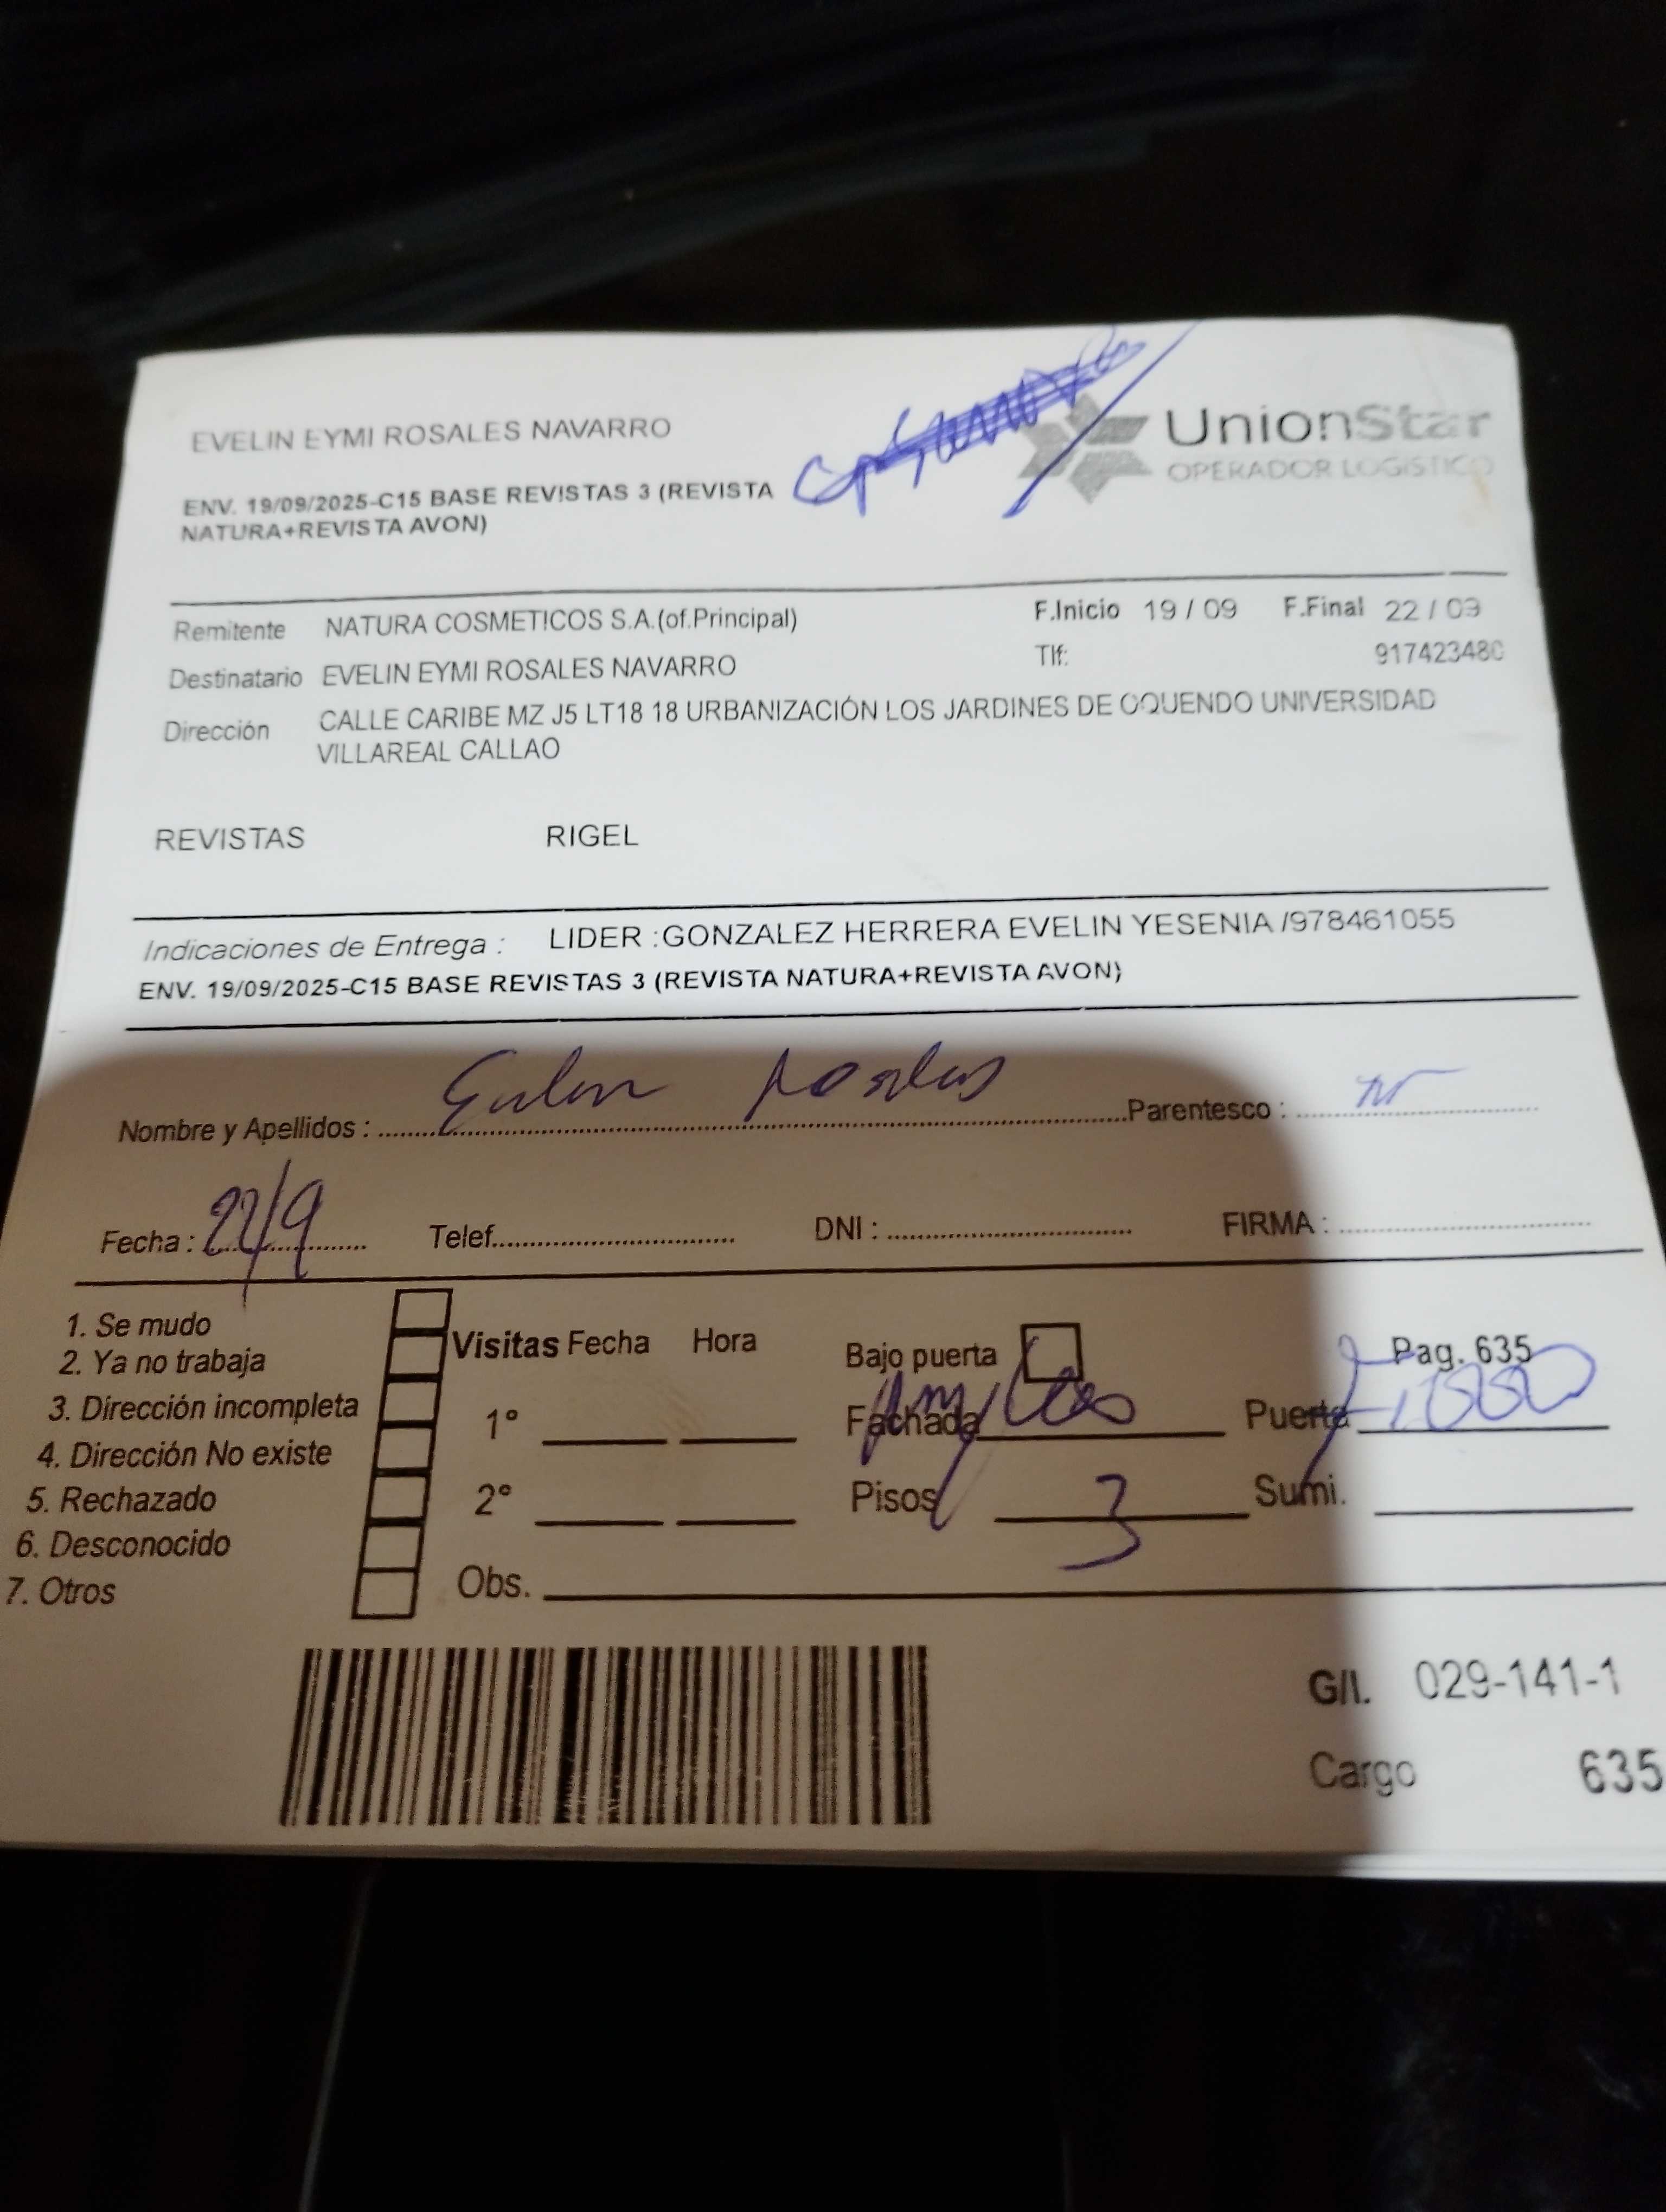 EVELIN EYMI ROSALES NAVARRO
UnionStar
OPERADOR LOGISTICO
ENV. 19/09/2025-C15 BASE REVISTAS 3 (REVISTA
NATURA+REVISTA AVON)
Remitente NATURA COSMETICOS S.A.(of.Principal) F.Inicio 19 / 09 F.Final 22 / 09
Destinatario EVELIN EYMI ROSALES NAVARRO Tlf: 917423480
Dirección CALLE CARIBE MZ J5 LT18 18 URBANIZACIÓN LOS JARDINES DE OQUENDO UNIVERSIDAD
VILLAREAL CALLAO
REVISTAS RIGEL
Indicaciones de Entrega : LIDER :GONZALEZ HERRERA EVELIN YESENIA /978461055
ENV. 19/09/2025-C15 BASE REVISTAS 3 (REVISTA NATURA+REVISTA AVON)
Nombre y Apellidos : Evelin Rosales Parentesco :
Fecha : 22/9 Telef. DNI : FIRMA :
1. Se mudo
2. Ya no trabaja
3. Dirección incompleta
4. Dirección No existe
5. Rechazado
6. Desconocido
7. Otros
Visitas Fecha Hora
1°
2°
Obs.
Bajo puerta Pag. 635
Fachada Puerta
Pisos 3 Sumi.
G/I. 029-141-1
Cargo 635